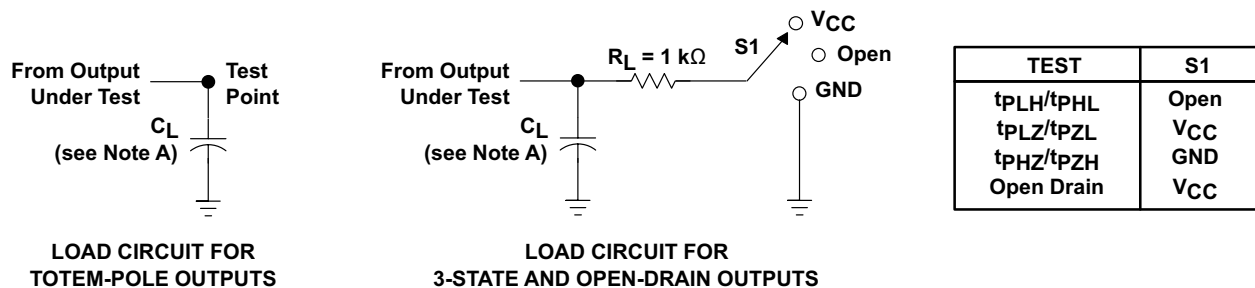 From Output
Under Test
Test
Point
CL
(see Note A)
LOAD CIRCUIT FOR
TOTEM-POLE OUTPUTS
From Output
Under Test
RL = 1 kΩ
S1
VCC
Open
GND
CL
(see Note A)
LOAD CIRCUIT FOR
3-STATE AND OPEN-DRAIN OUTPUTS
TEST S1
tPLH/tPHL Open
tPLZ/tPZL VCC
tPHZ/tPZH GND
Open Drain VCC